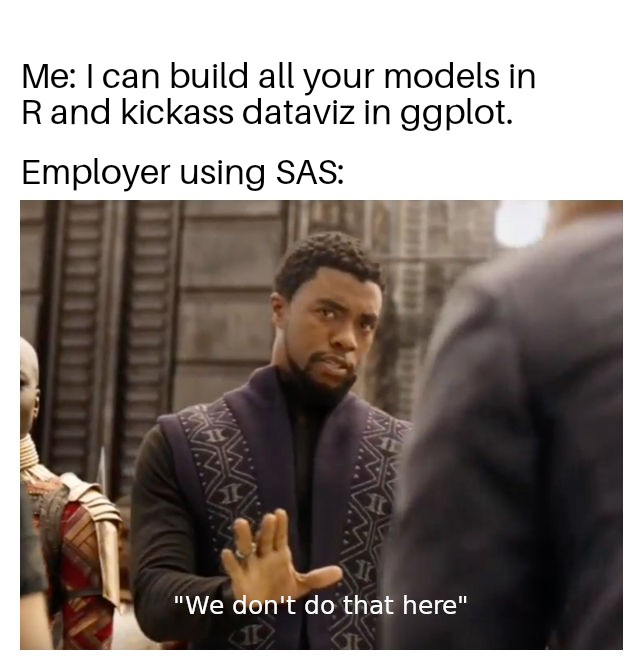 Me: I can build all your models in
R and kickass dataviz in ggplot.
Employer using SAS:
"We don't do that here"